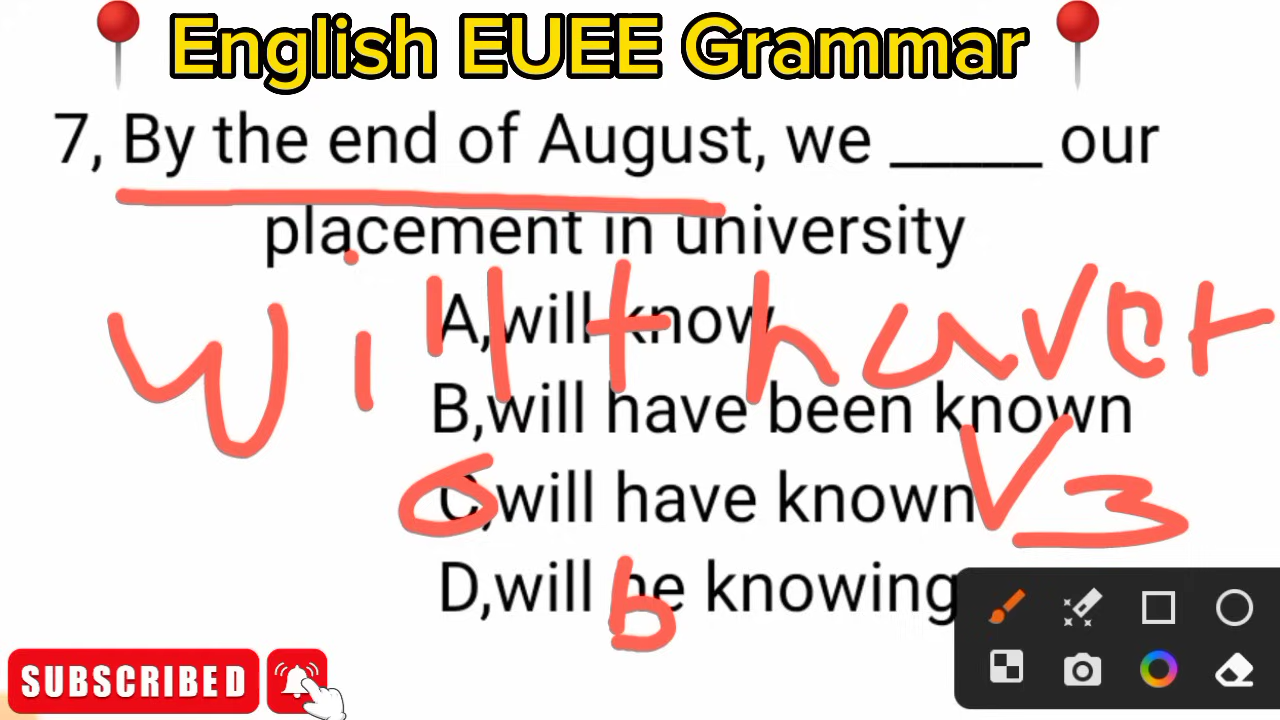 English EUEE Grammar
7, By the end of August, we _____ our
placement in university
will + have +
A,will know
B,will have been known
V3
C,will have known
D,will be knowing
SUBSCRIBED